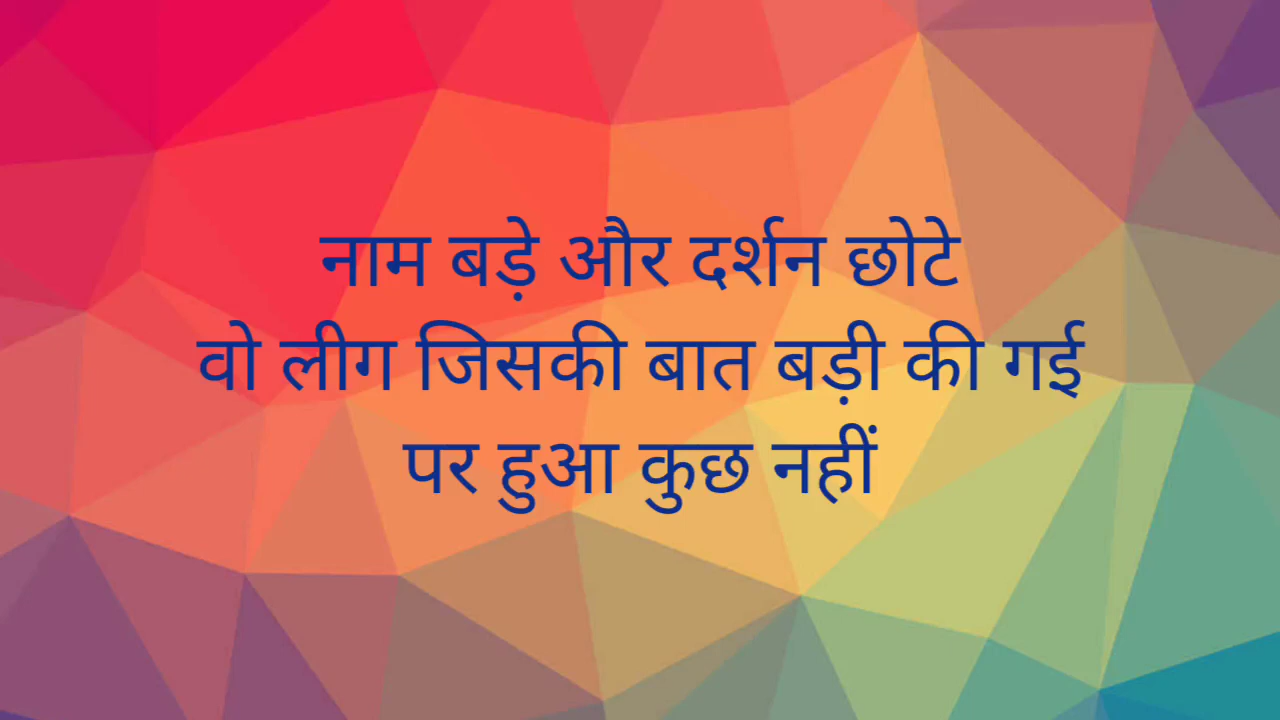 नाम बड़े और दर्शन छोटे
वो लीग जिसकी बात बड़ी की गई
पर हुआ कुछ नहीं